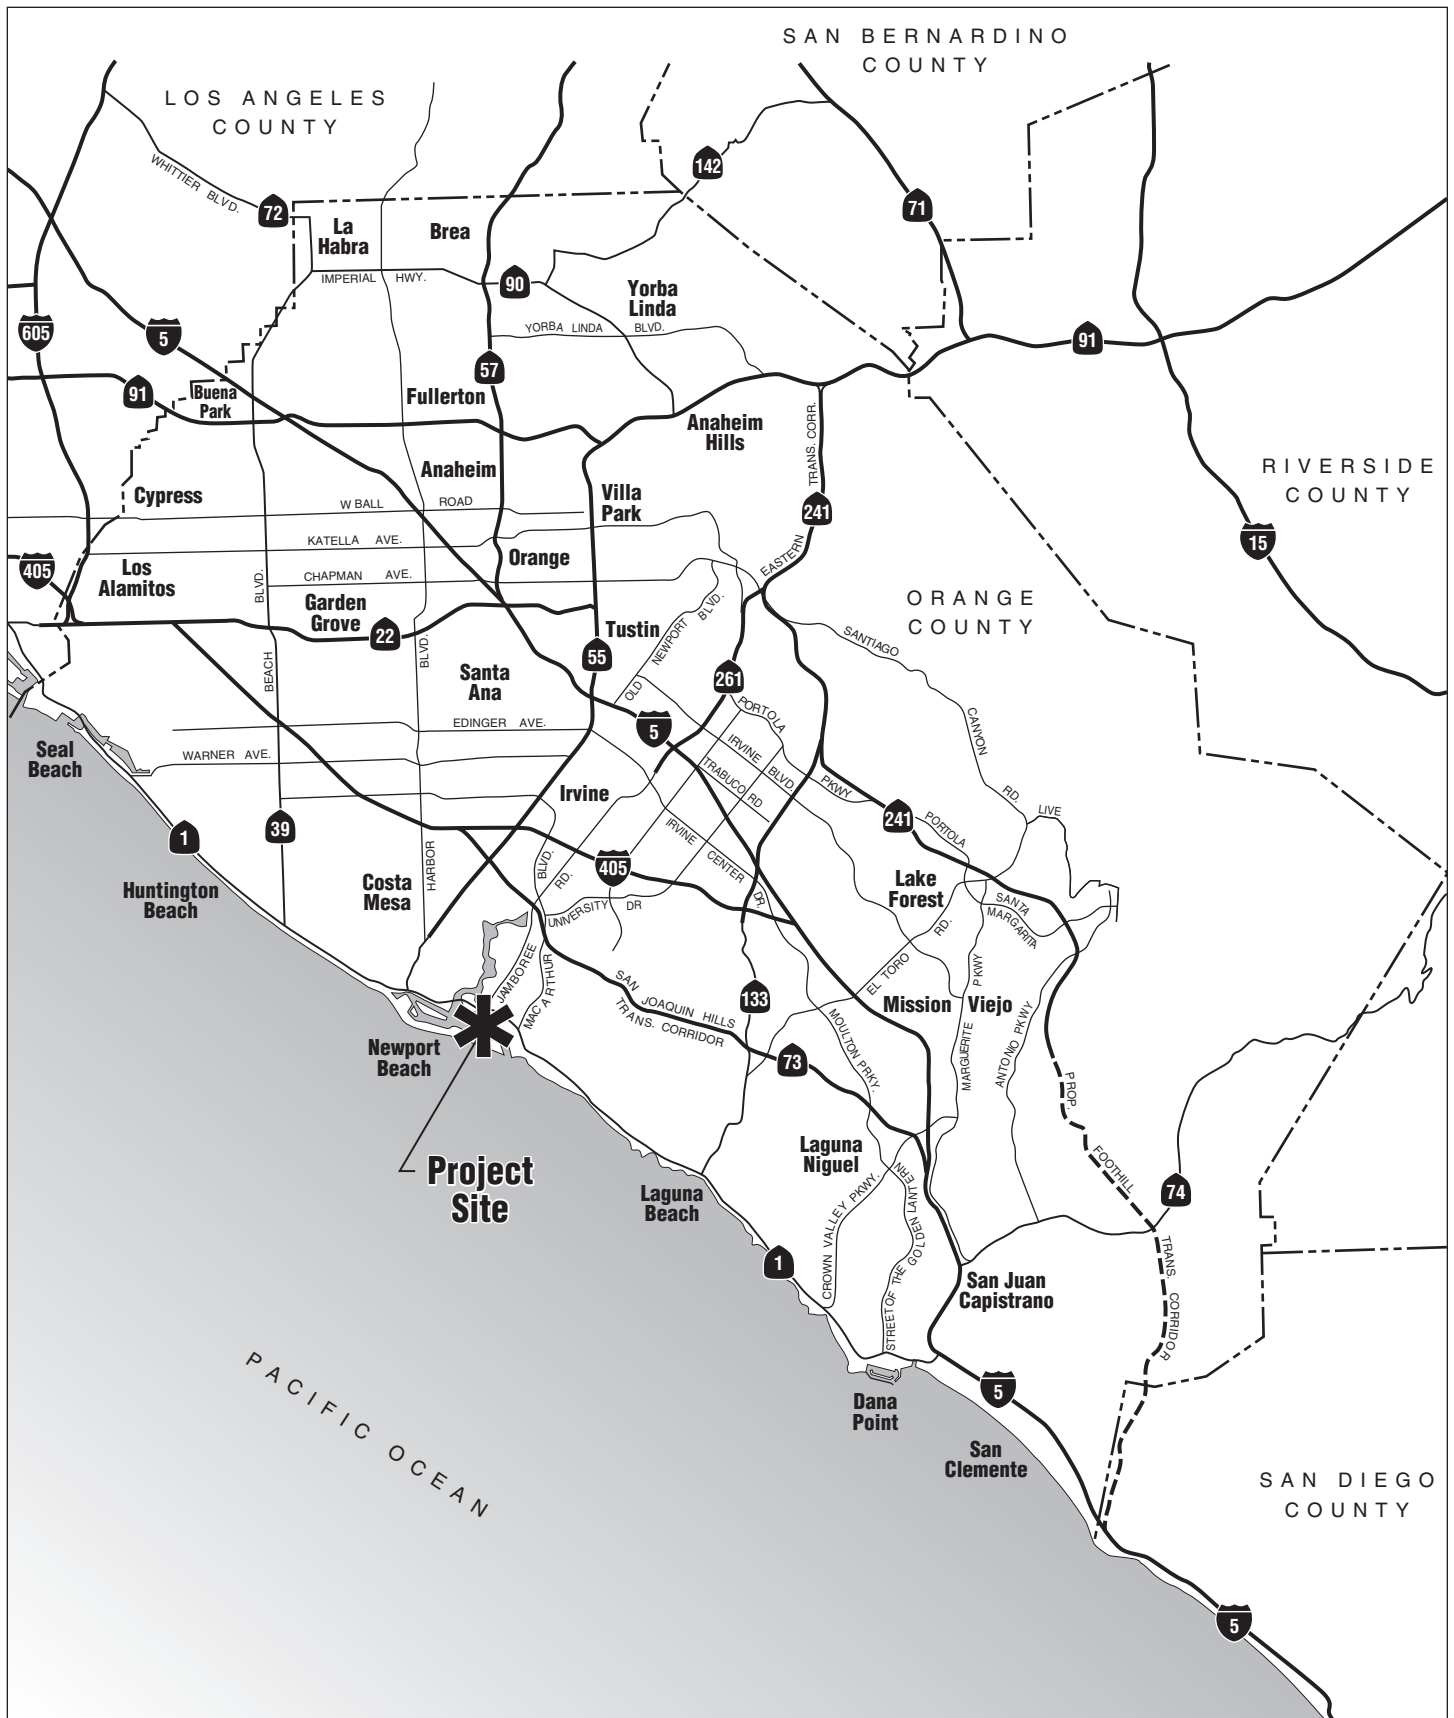 SAN BERNARDINO
COUNTY
LOS ANGELES
COUNTY
WHITTIER BLVD.
72
142
71
La
Habra
Brea
IMPERIAL HWY.
90
Yorba
Linda
YORBA LINDA BLVD.
605
5
91
91
57
Buena
Park
Fullerton
Anaheim
Hills
TRANS. CORR.
Anaheim
RIVERSIDE
COUNTY
Cypress
W BALL ROAD
Villa
Park
241
15
KATELLA AVE.
Orange
EASTERN
405
Los
Alamitos
CHAPMAN AVE.
BLVD.
Garden
Grove
22
ORANGE
COUNTY
Tustin
OLD NEWPORT BLVD.
SANTIAGO CANYON RD.
BEACH
BLVD.
55
261
Santa
Ana
PORTOLA PKWY
EDINGER AVE.
5
WARNER AVE.
IRVINE BLVD.
TRABUCO RD
Seal
Beach
Irvine
LIVE
1
39
241
PORTOLA
IRVINE CENTER DR.
Huntington
Beach
HARBOR
BLVD.
RD.
405
Costa
Mesa
Lake
Forest
SANTA
MARGARITA
UNIVERSITY DR
EL TORO RD.
PKWY
JAMBOREE
MAC ARTHUR
SAN JOAQUIN HILLS
TRANS. CORRIDOR
133
Mission Viejo
MOULTON PRKY.
MARGUERITE
ANTONIO PKWY
Newport
Beach
73
PROP.
FOOTHILL
TRANS. CORRIDOR
Laguna
Niguel
Project
Site
74
Laguna
Beach
CROWN VALLEY PKWY.
STREET OF THE GOLDEN LANTERN
1
San Juan
Capistrano
PACIFIC OCEAN
5
Dana
Point
San
Clemente
SAN DIEGO
COUNTY
5